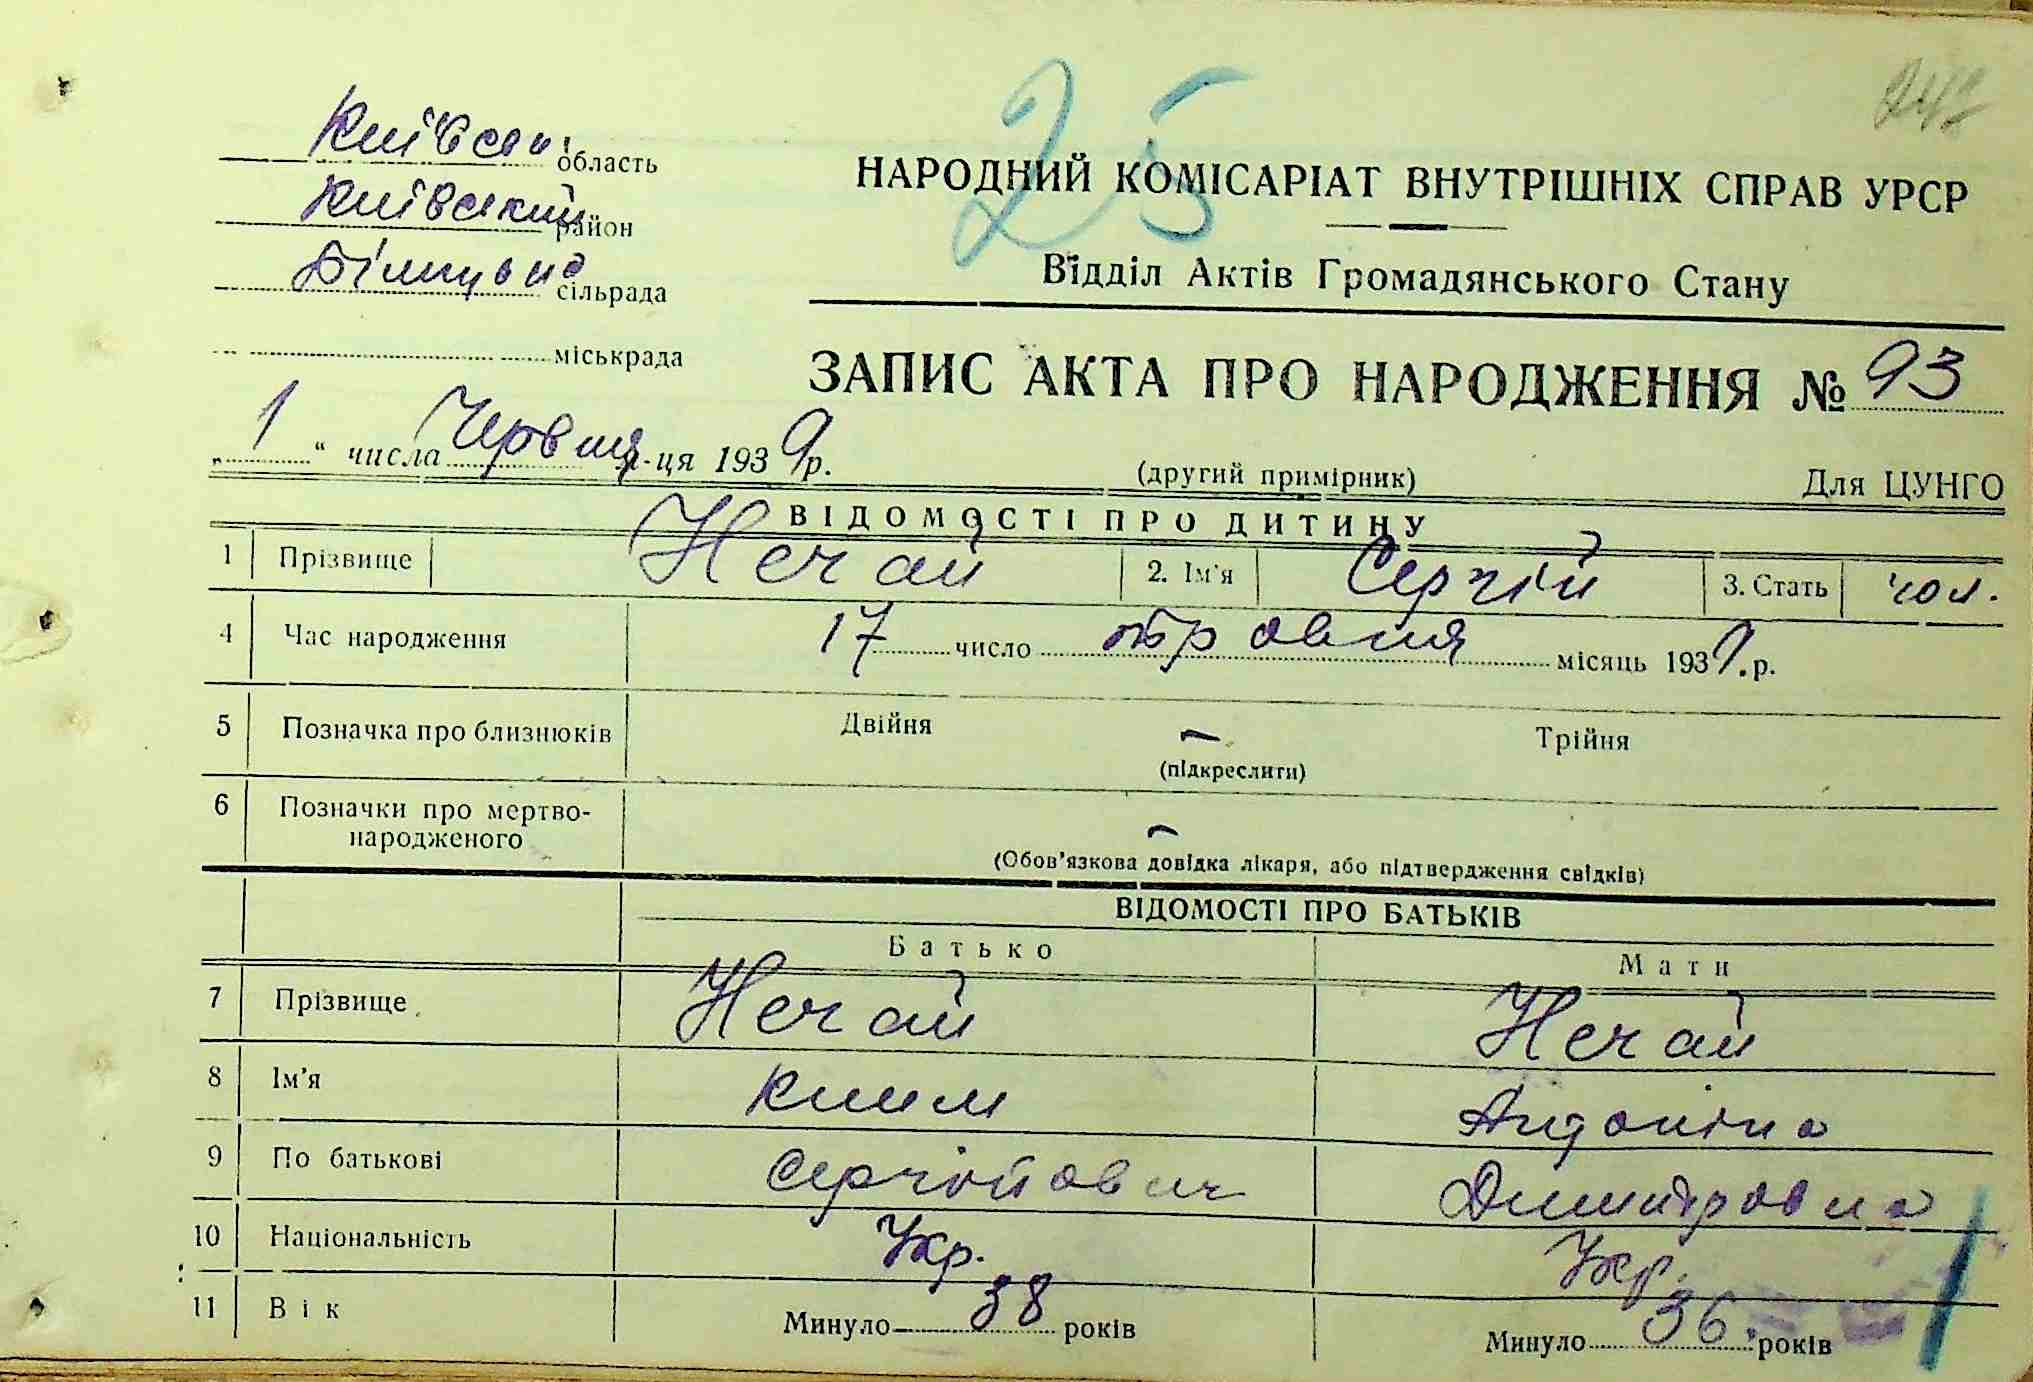 242
25
Київськ область
Київський район
сільрада
міськрада
НАРОДНИЙ КОМІСАРІАТ ВНУТРІШНІХ СПРАВ УРСР
Відділ Актів Громадянського Стану
ЗАПИС АКТА ПРО НАРОДЖЕННЯ № 93
„ 1 “ числа Червня м-ця 1939 р.
(другий примірник)
Для ЦУНГО
ВІДОМОСТІ ПРО ДИТИНУ
1 Прізвище Нечай 2. Ім'я Сергій 3. Стать чол.
4 Час народження 17 число травня місяць 1939. р.
5 Позначка про близнюків Двійня — Трійня
(підкреслити)
6 Позначки про мертво-
народженого —
(Обов'язкова довідка лікаря, або підтвердження свідків)
ВІДОМОСТІ ПРО БАТЬКІВ
Батько Мати
7 Прізвище Нечай Нечай
8 Ім'я Клим Андоніна
9 По батькові Сергійович Димитровна
10 Національність Укр. Укр.
11 Вік Минуло 38 років Минуло 36 років